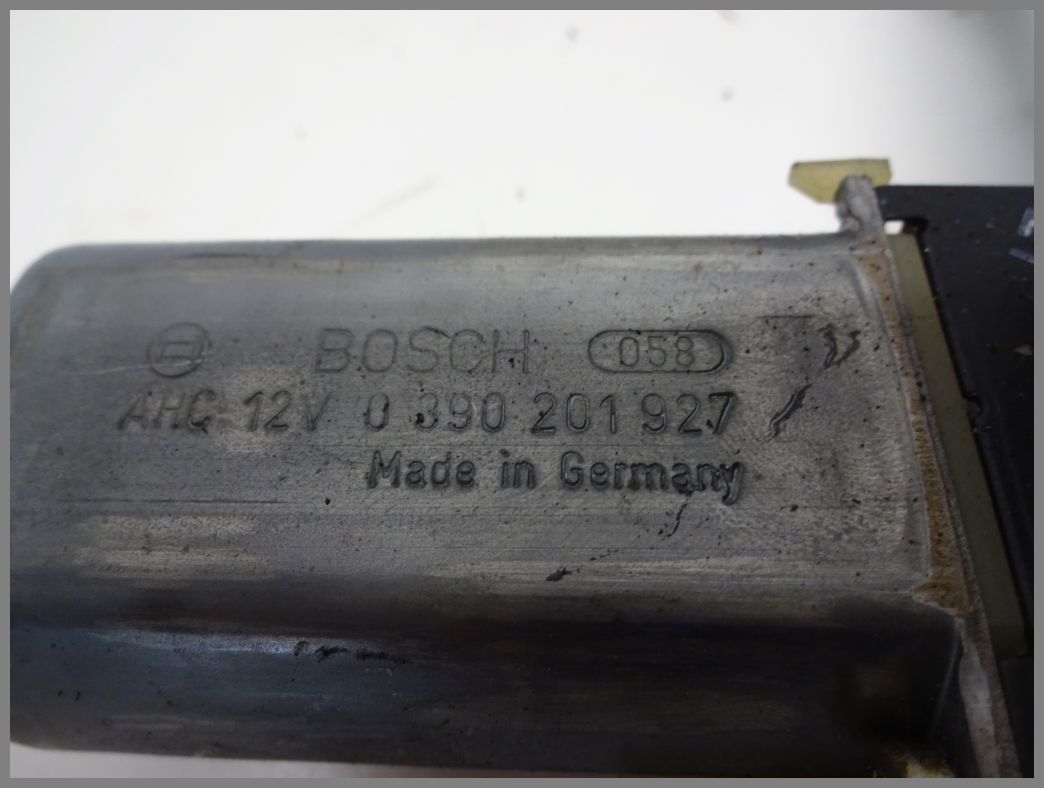 BOSCH 058
AHC 12V 0 390 201 927
Made in Germany